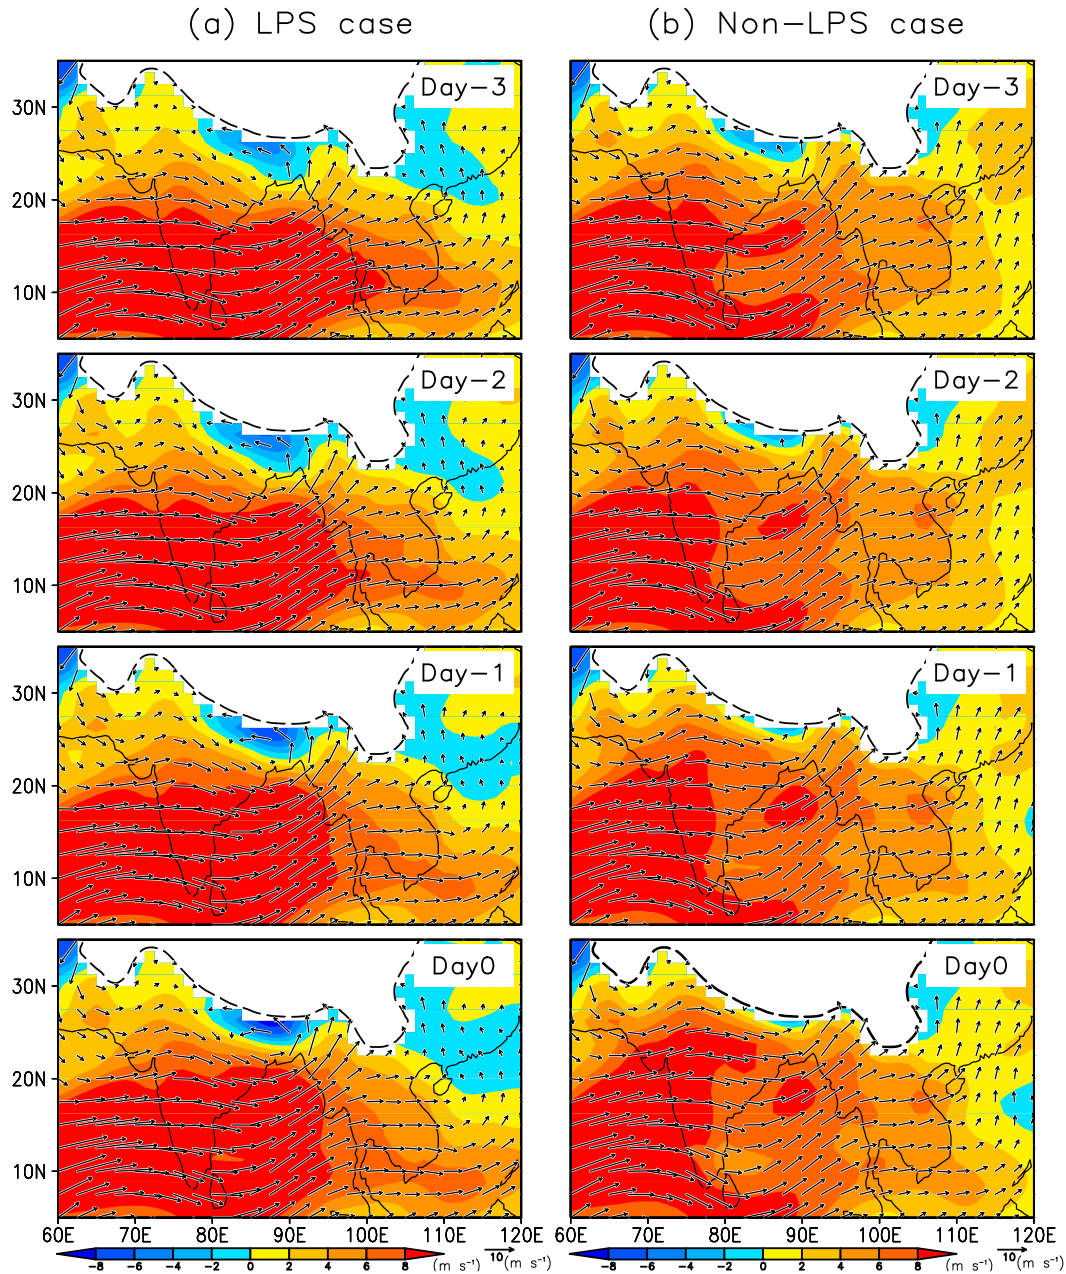 (a) LPS case
(b) Non-LPS case
Day-3
Day-3
30N
20N
10N
Day-2
Day-2
30N
20N
10N
Day-1
Day-1
30N
20N
10N
Day0
Day0
30N
20N
10N
60E 70E 80E 90E 100E 110E 120E
60E 70E 80E 90E 100E 110E 120E
-8 -6 -4 -2 0 2 4 6 8 (m s⁻¹) 10(m s⁻¹)
-8 -6 -4 -2 0 2 4 6 8 (m s⁻¹) 10(m s⁻¹)